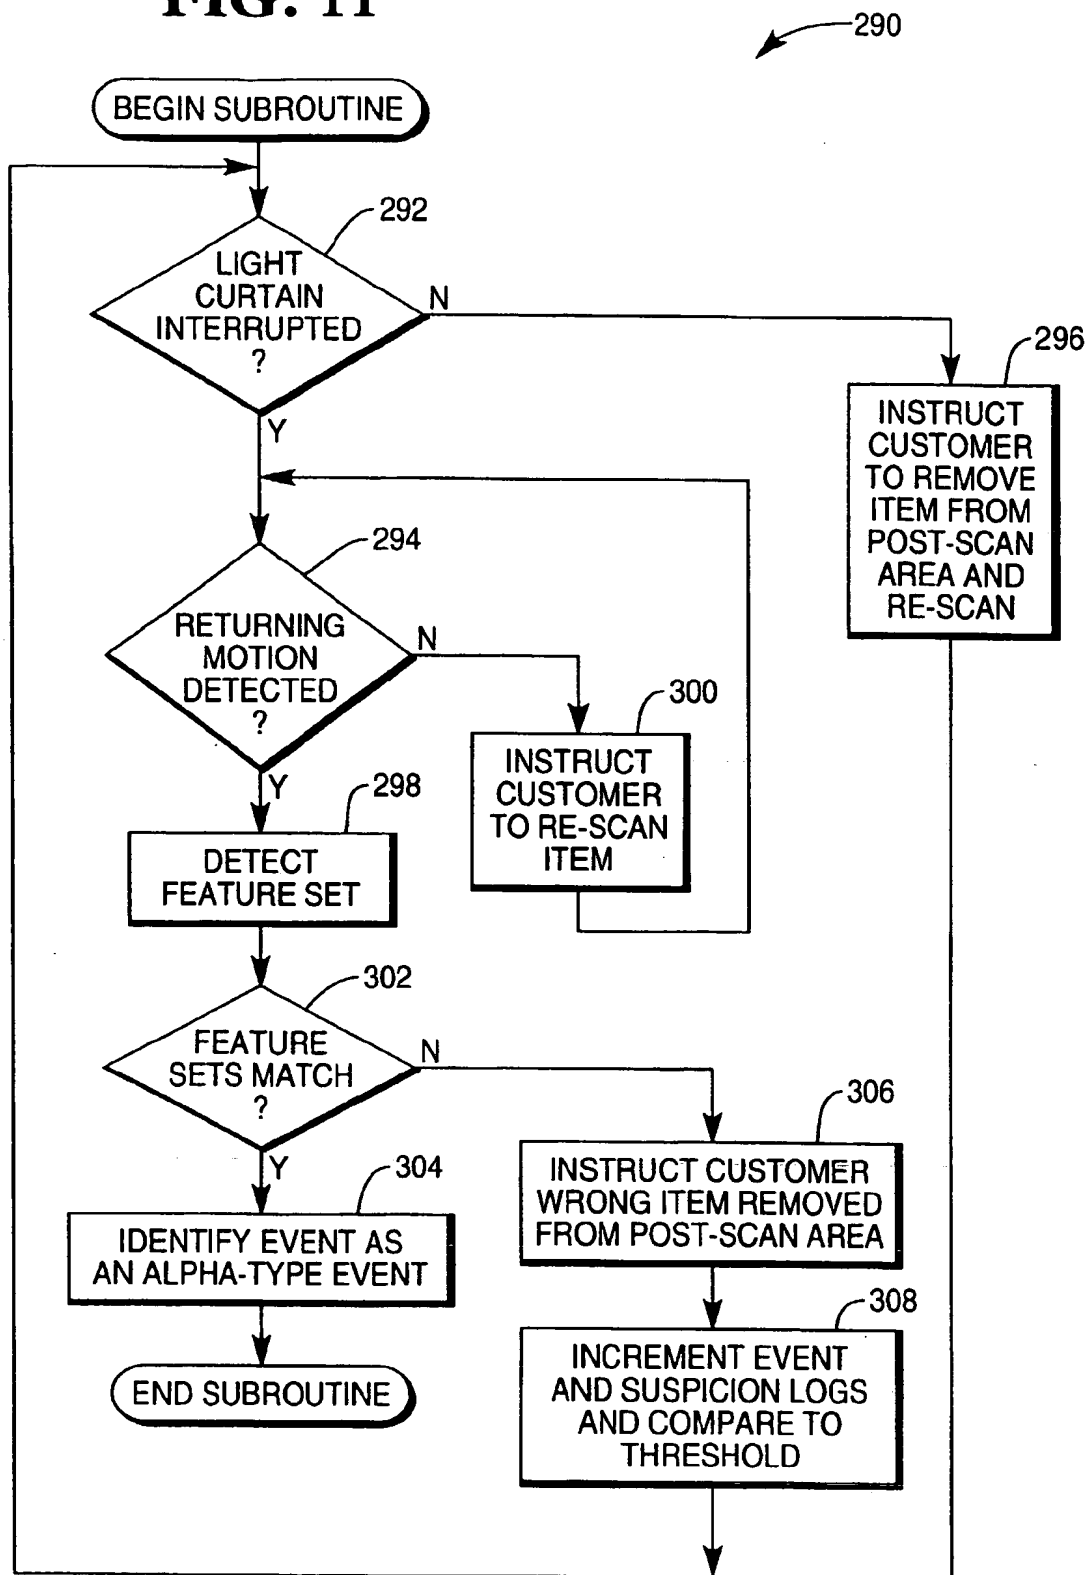 FIG. 11
290
BEGIN SUBROUTINE
292
LIGHT
CURTAIN
INTERRUPTED
?
N
Y
296
INSTRUCT
CUSTOMER
TO REMOVE
ITEM FROM
POST-SCAN
AREA AND
RE-SCAN
294
RETURNING
MOTION
DETECTED
?
N
Y
300
INSTRUCT
CUSTOMER
TO RE-SCAN
ITEM
298
DETECT
FEATURE SET
302
FEATURE
SETS MATCH
?
N
Y
306
INSTRUCT CUSTOMER
WRONG ITEM REMOVED
FROM POST-SCAN AREA
304
IDENTIFY EVENT AS
AN ALPHA-TYPE EVENT
308
INCREMENT EVENT
AND SUSPICION LOGS
AND COMPARE TO
THRESHOLD
END SUBROUTINE